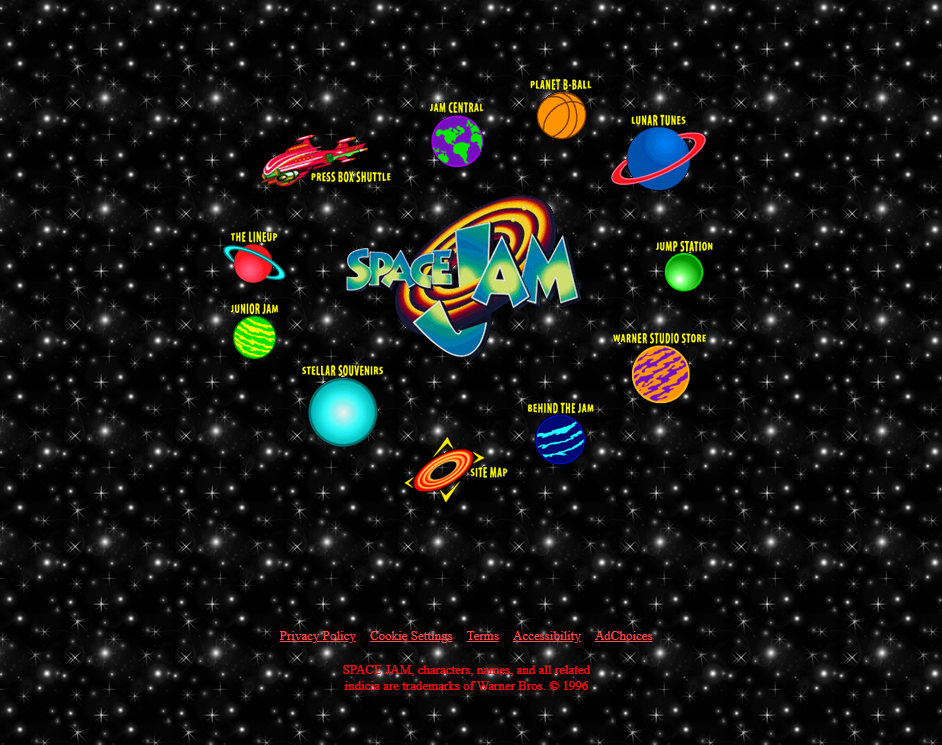 PLANET B-BALL
JAM CENTRAL
LUNAR TUNES
PRESS BOX SHUTTLE
THE LINEUP
SPACE JAM
JUMP STATION
JUNIOR JAM
WARNER STUDIO STORE
STELLAR SOUVENIRS
BEHIND THE JAM
SITE MAP
Privacy Policy Cookie Settings Terms Accessibility AdChoices
SPACE JAM, characters, names, and all related
indicia are trademarks of Warner Bros. © 1996